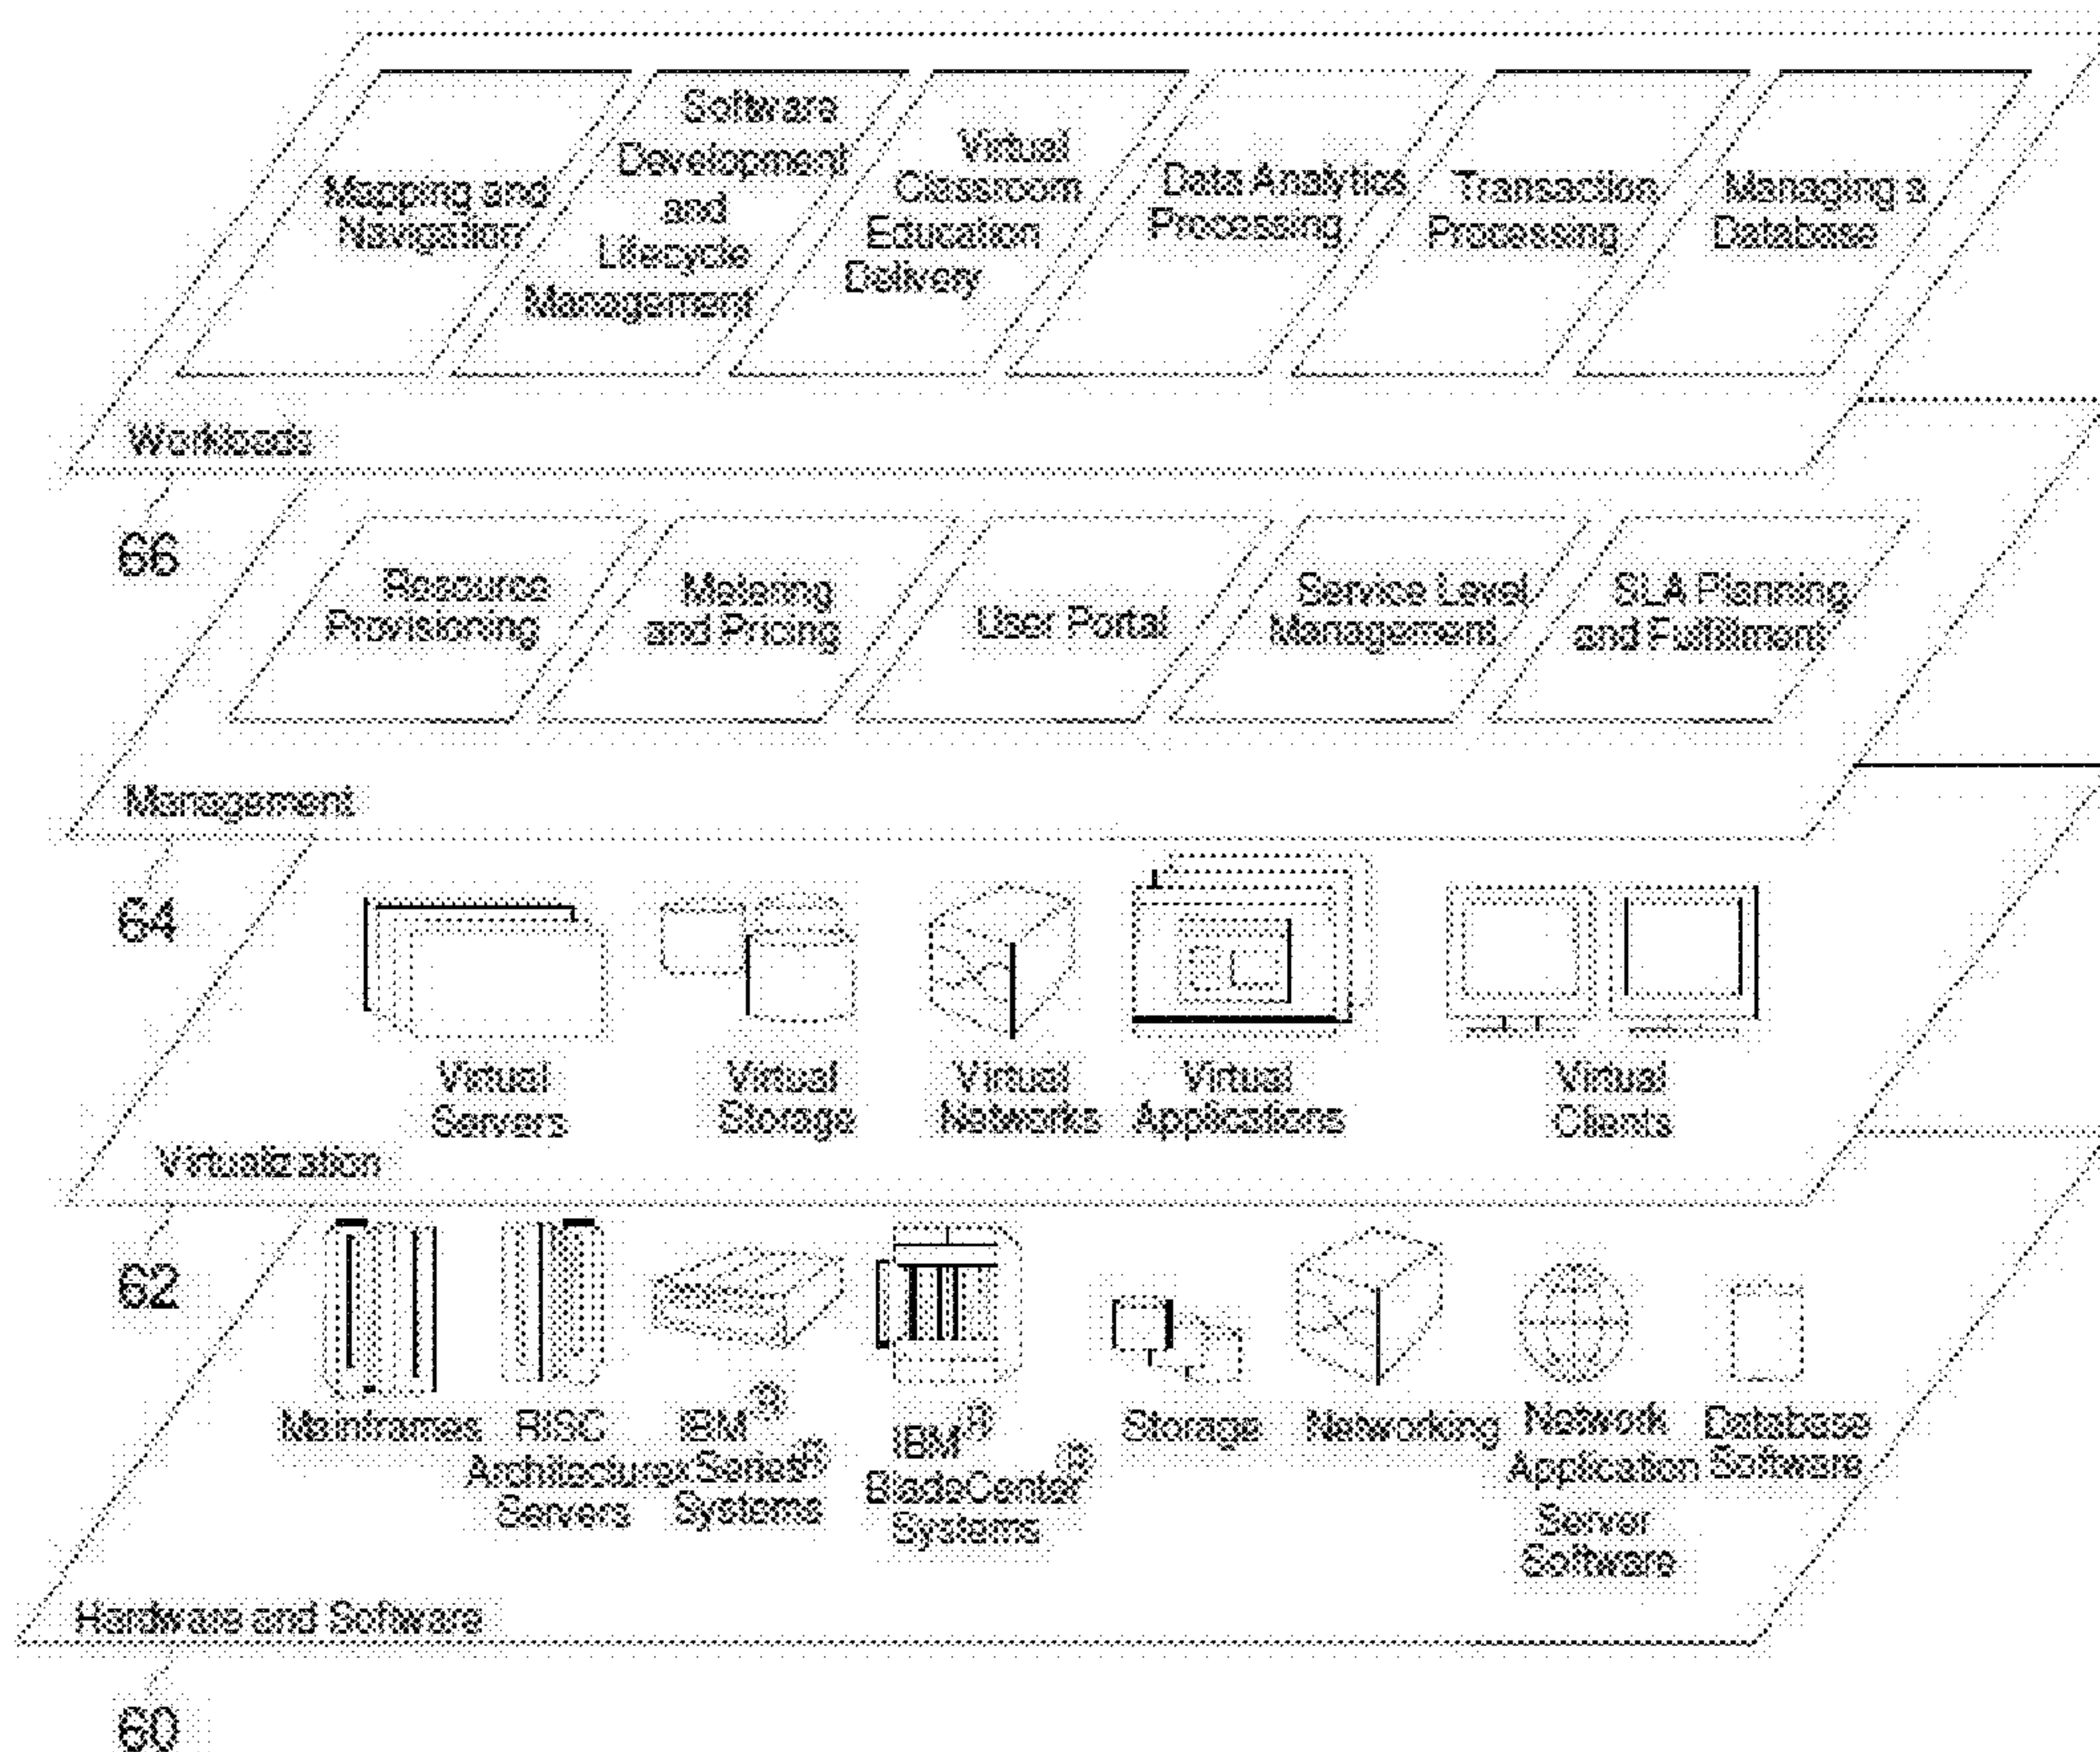 Mapping and
Navigation
Software
Development
and
Lifecycle
Management
Virtual
Classroom
Education
Delivery
Data Analytics
Processing
Transaction
Processing
Managing a
Database
Workloads
66
Resource
Provisioning
Metering
and Pricing
User Portal
Service Level
Management
SLA Planning
and Fulfillment
Management
64
Virtual
Servers
Virtual
Storage
Virtual
Networks
Virtual
Applications
Virtual
Clients
Virtualization
62
Mainframes
RISC
Architecture
Servers
IBM®
xSeries®
Systems
IBM®
BladeCenter®
Systems
Storage
Networking
Network
Application
Server
Software
Database
Software
Hardware and Software
60